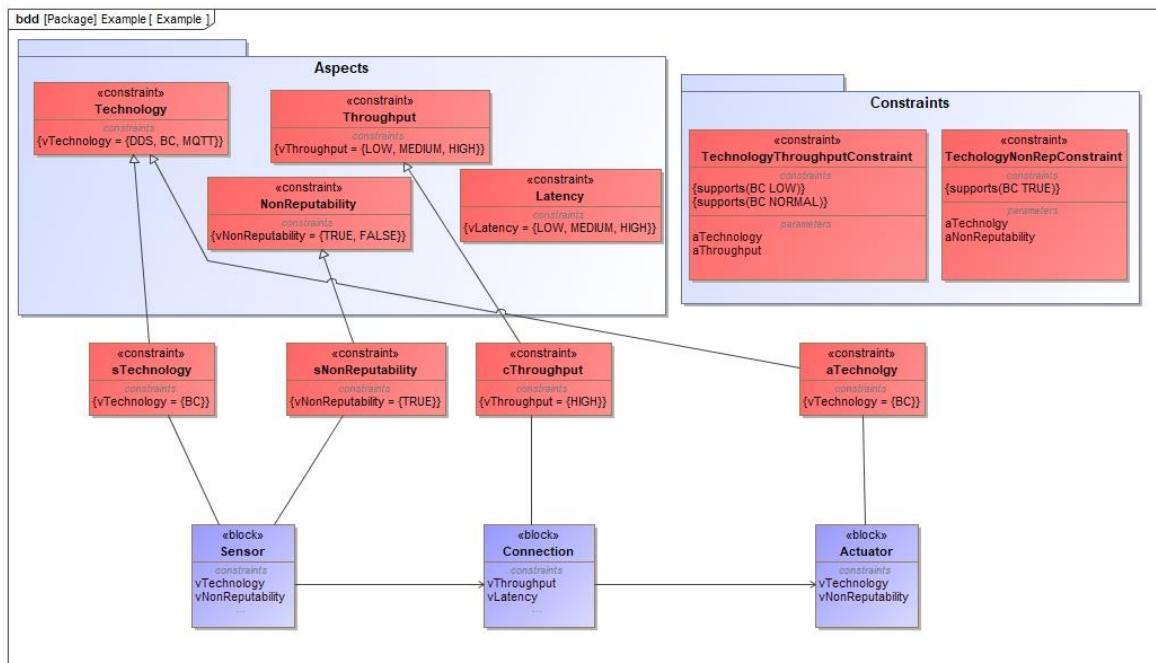 bdd [Package] Example [ Example ]
Aspects
«constraint»
Technology
constraints
{vTechnology = {DDS, BC, MQTT}}
«constraint»
Throughput
constraints
{vThroughput = {LOW, MEDIUM, HIGH}}
«constraint»
NonReputability
constraints
{vNonReputability = {TRUE, FALSE}}
«constraint»
Latency
constraints
{vLatency = {LOW, MEDIUM, HIGH}}
Constraints
«constraint»
TechnologyThroughputConstraint
constraints
{supports(BC LOW)}
{supports(BC NORMAL)}
parameters
aTechnology
aThroughput
«constraint»
TechologyNonRepConstraint
constraints
{supports(BC TRUE)}
parameters
aTechnolgy
aNonReputability
«constraint»
sTechnology
constraints
{vTechnology = {BC}}
«constraint»
sNonReputability
constraints
{vNonReputability = {TRUE}}
«constraint»
cThroughput
constraints
{vThroughput = {HIGH}}
«constraint»
aTechnolgy
constraints
{vTechnology = {BC}}
«block»
Sensor
constraints
vTechnology
vNonReputability
...
«block»
Connection
constraints
vThroughput
vLatency
...
«block»
Actuator
constraints
vTechnology
vNonReputability